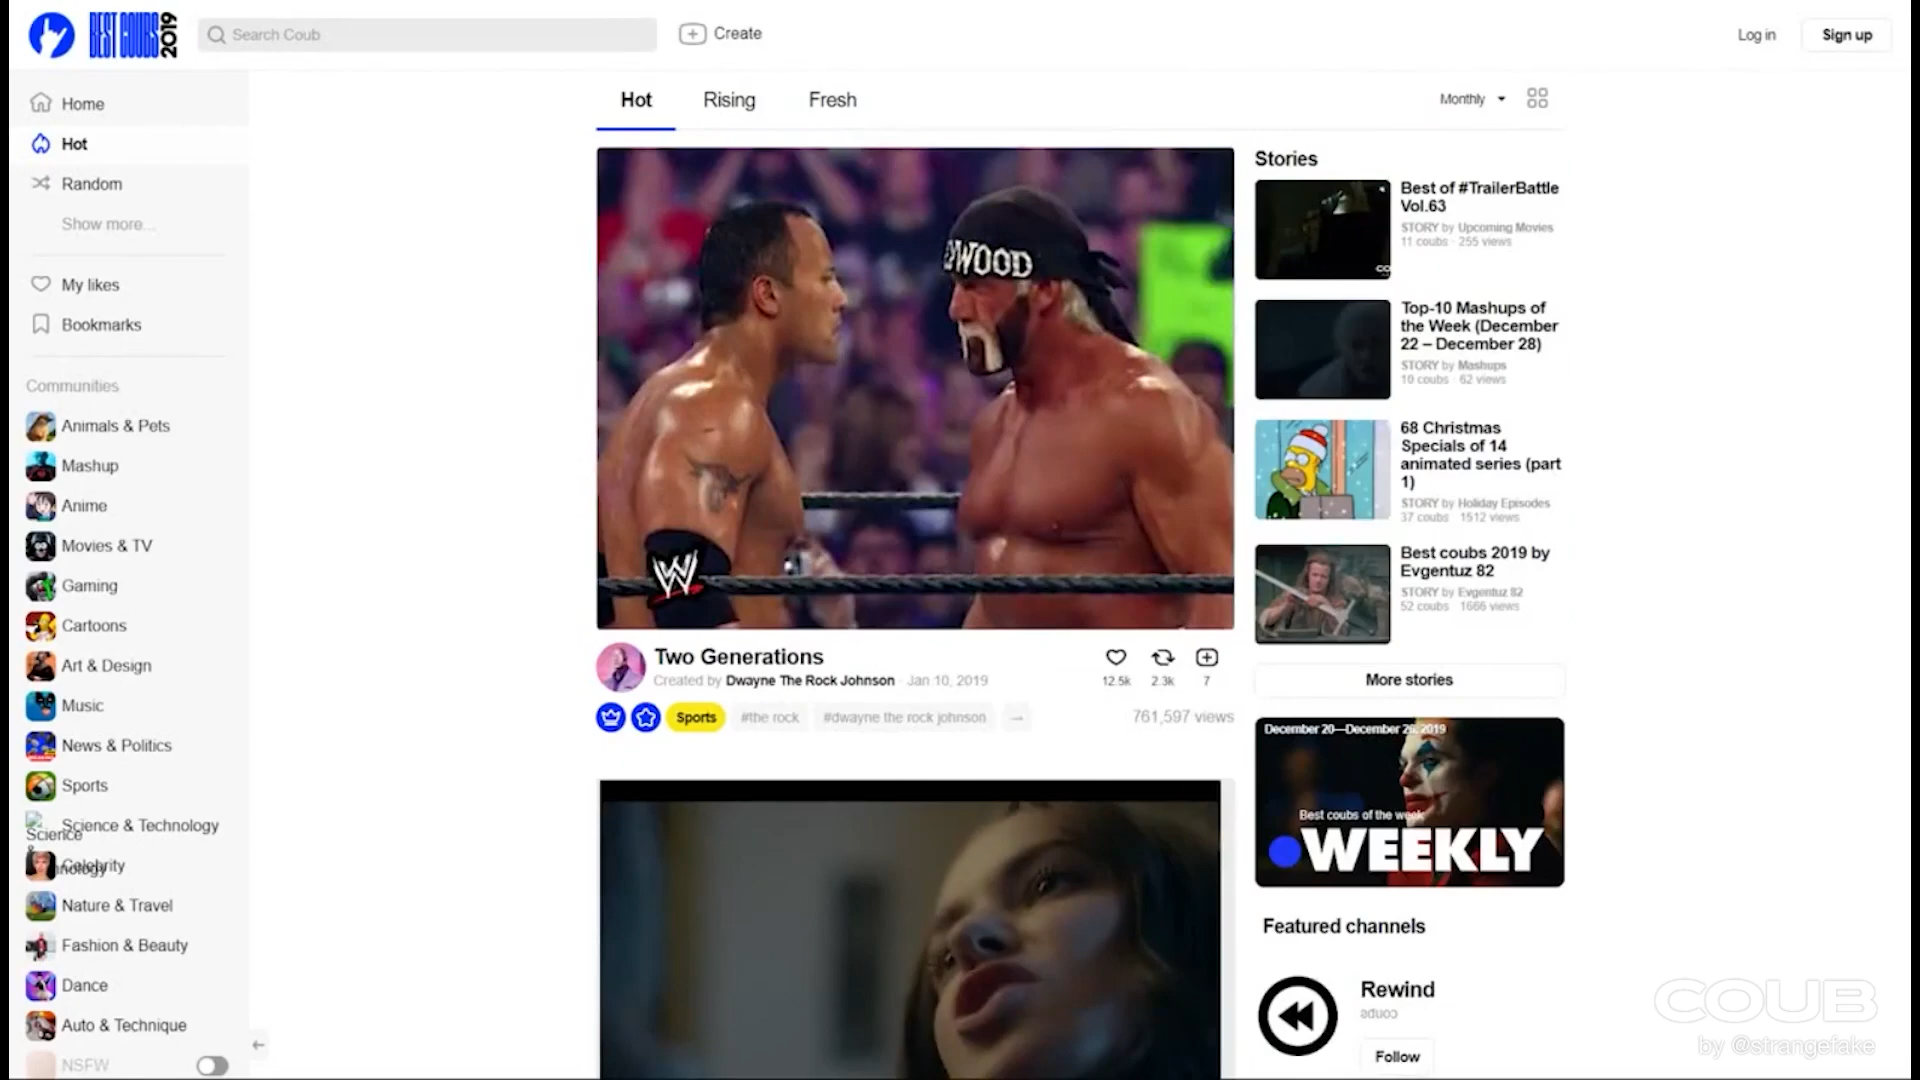 BEST COUBS 2019
Search Coub
Create
Log in
Sign up
Home
Hot
Random
Show more...
My likes
Bookmarks
Communities
Animals & Pets
Mashup
Anime
Movies & TV
Gaming
Cartoons
Art & Design
Music
News & Politics
Sports
Science & Technology
Science & Technology
Celebrity
Nature & Travel
Fashion & Beauty
Dance
Auto & Technique
NSFW
Hot
Rising
Fresh
Monthly
WOOD
W
Two Generations
Created by Dwayne The Rock Johnson · Jan 10, 2019
12.5k
2.3k
7
Sports
#the rock
#dwayne the rock johnson
761,597 views
Stories
Best of #TrailerBattle
Vol.63
STORY by Upcoming Movies
11 coubs · 255 views
Top-10 Mashups of
the Week (December
22 – December 28)
STORY by Mashups
10 coubs · 62 views
68 Christmas
Specials of 14
animated series (part
1)
STORY by Holiday Episodes
37 coubs · 1512 views
Best coubs 2019 by
Evgentuz 82
STORY by Evgentuz 82
52 coubs · 1666 views
More stories
December 20—December 26, 2019
Best coubs of the week
WEEKLY
Featured channels
Rewind
Follow
COUB
by @strangefake